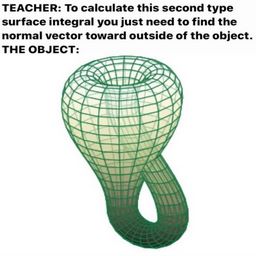 TEACHER: To calculate this second type
surface integral you just need to find the
normal vector toward outside of the object.
THE OBJECT: